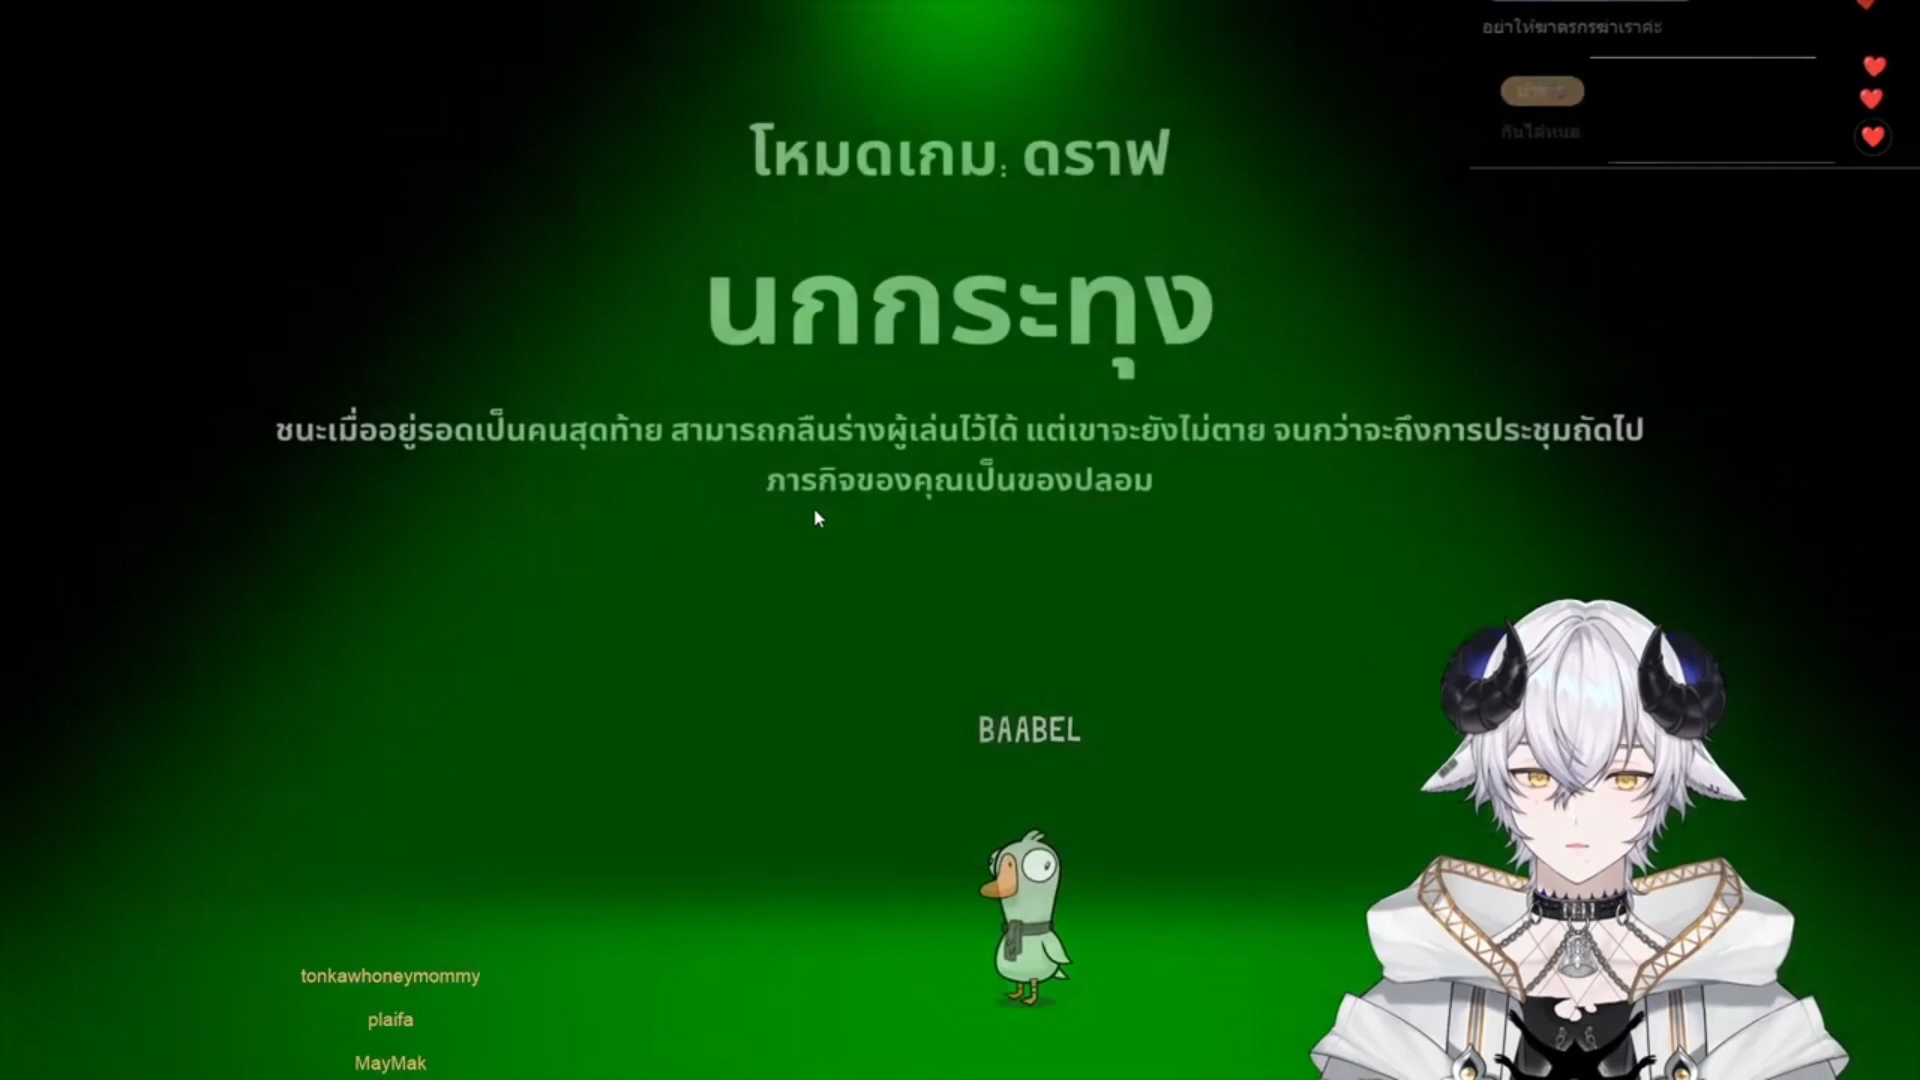 อย่าให้ฆาตรกรฆ่าเราค่ะ
กันได้หมด
โหมดเกม: ดราฟ
นกกระทุง
ชนะเมื่ออยู่รอดเป็นคนสุดท้าย สามารถกลืนร่างผู้เล่นไว้ได้ แต่เขาจะยังไม่ตาย จนกว่าจะถึงการประชุมถัดไป
ภารกิจของคุณเป็นของปลอม
BAABEL
tonkawhoneymommy
plaifa
MayMak